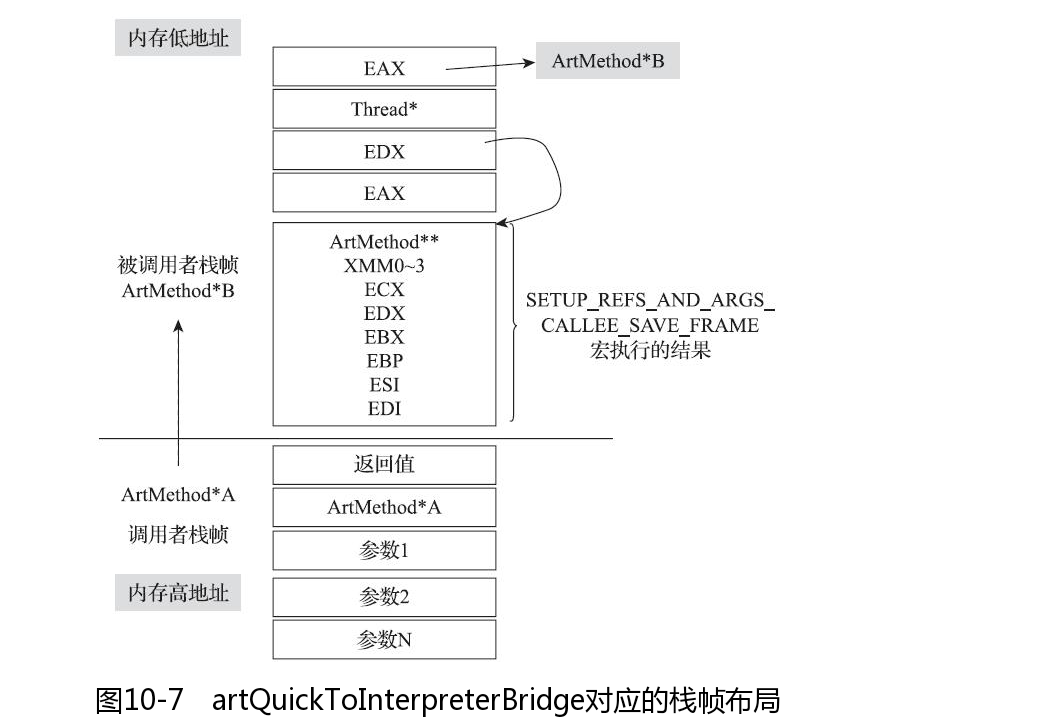 内存低地址
EAX
ArtMethod*B
Thread*
EDX
EAX
ArtMethod**
XMM0~3
ECX
EDX
EBX
EBP
ESI
EDI
被调用者栈帧
ArtMethod*B
SETUP_REFS_AND_ARGS_
CALLEE_SAVE_FRAME
宏执行的结果
返回值
ArtMethod*A
调用者栈帧
ArtMethod*A
参数1
内存高地址
参数2
参数N
图10-7 artQuickToInterpreterBridge对应的栈帧布局